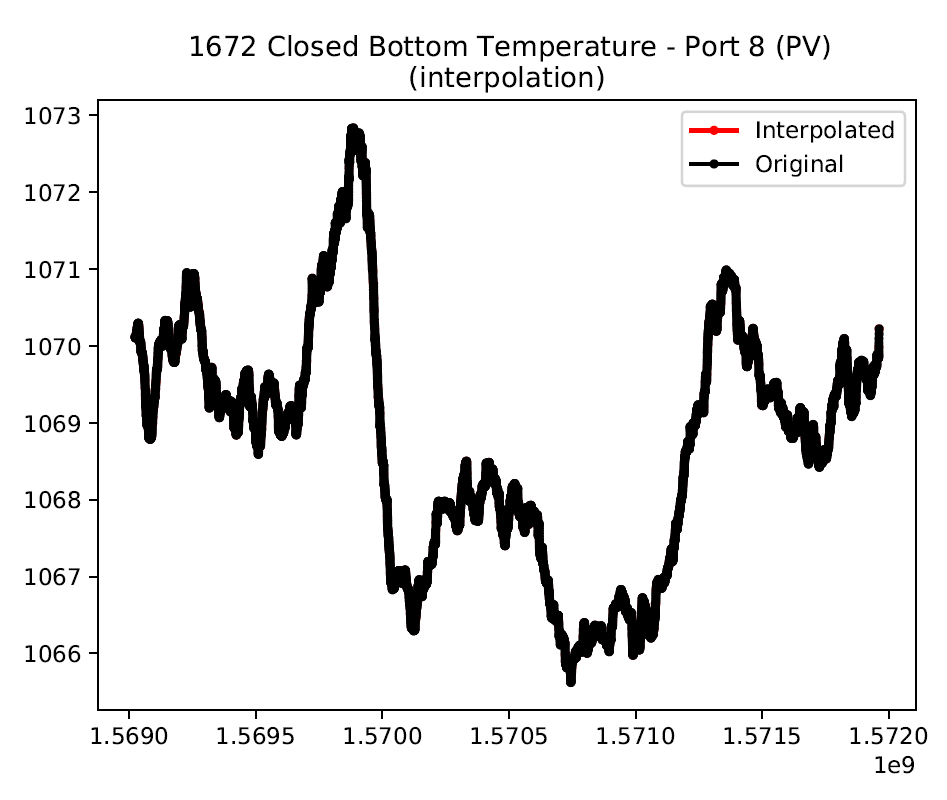 1672 Closed Bottom Temperature - Port 8 (PV)
(interpolation)
1073
1072
1071
1070
1069
1068
1067
1066
Interpolated
Original
1.5690 1.5695 1.5700 1.5705 1.5710 1.5715 1.5720
1e9